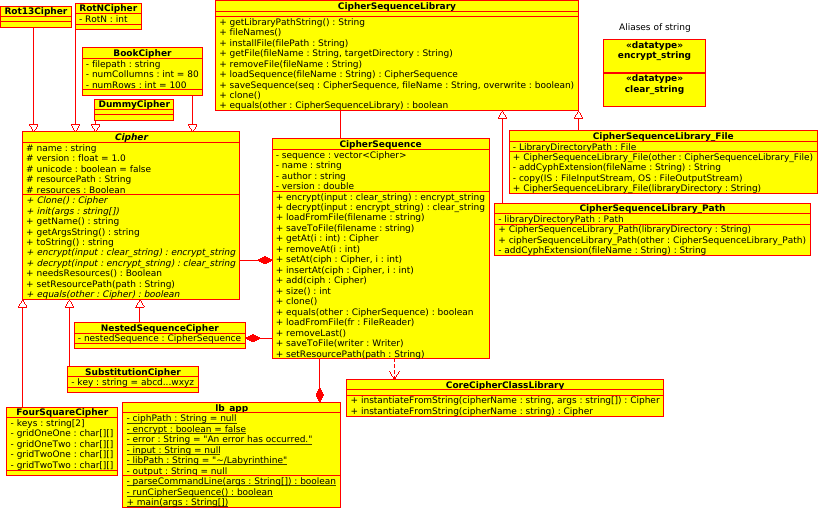 Rot13Cipher
RotNCipher
- RotN : int
BookCipher
- filepath : string
- numCollumns : int = 80
- numRows : int = 100
DummyCipher
CipherSequenceLibrary
+ getLibraryPathString() : String
+ fileNames()
+ installFile(filePath : String)
+ getFile(fileName : String, targetDirectory : String)
+ removeFile(fileName : String)
+ loadSequence(fileName : String) : CipherSequence
+ saveSequence(seq : CipherSequence, fileName : String, overwrite : boolean)
+ clone()
+ equals(other : CipherSequenceLibrary) : boolean
Aliases of string
«datatype»
encrypt_string
«datatype»
clear_string
Cipher
# name : string
# version : float = 1.0
# unicode : boolean = false
# resourcePath : String
# resources : Boolean
+ Clone() : Cipher
+ init(args : string[])
+ getName() : string
+ getArgsString() : string
+ toString() : string
+ encrypt(input : clear_string) : encrypt_string
+ decrypt(input : encrypt_string) : clear_string
+ needsResources() : Boolean
+ setResourcePath(path : String)
+ equals(other : Cipher) : boolean
CipherSequence
- sequence : vector<Cipher>
- name : string
- author : string
- version : double
+ encrypt(input : clear_string) : encrypt_string
+ decrypt(input : encrypt_string) : clear_string
+ loadFromFile(filename : string)
+ saveToFile(filename : string)
+ getAt(i : int) : Cipher
+ removeAt(i : int)
+ setAt(ciph : Cipher, i : int)
+ insertAt(ciph : Cipher, i : int)
+ add(ciph : Cipher)
+ size() : int
+ clone()
+ equals(other : CipherSequence) : boolean
+ loadFromFile(fr : FileReader)
+ removeLast()
+ saveToFile(writer : Writer)
+ setResourcePath(path : String)
CipherSequenceLibrary_File
- LibraryDirectoryPath : File
+ CipherSequenceLibrary_File(other : CipherSequenceLibrary_File)
- addCyphExtension(fileName : String) : String
- copy(IS : FileInputStream, OS : FileOutputStream)
+ CipherSequenceLibrary_File(libraryDirectory : String)
CipherSequenceLibrary_Path
- libraryDirectoryPath : Path
+ CipherSequenceLibrary_Path(libraryDirectory : String)
+ cipherSequenceLibrary_Path(other : CipherSequenceLibrary_Path)
- addCyphExtension(fileName : String) : String
NestedSequenceCipher
- nestedSequence : CipherSequence
SubstitutionCipher
- key : string = abcd...wxyz
CoreCipherClassLibrary
+ instantiateFromString(cipherName : string, args : string[]) : Cipher
+ instantiateFromString(cipherName : string) : Cipher
FourSquareCipher
- keys : string[2]
- gridOneOne : char[][]
- gridOneTwo : char[][]
- gridTwoOne : char[][]
- gridTwoTwo : char[][]
lb_app
- ciphPath : String = null
- encrypt : boolean = false
- error : String = "An error has occurred."
- input : String = null
- libPath : String = "~/Labyrinthine"
- output : String = null
- parseCommandLine(args : String[]) : boolean
- runCipherSequence() : boolean
+ main(args : String[])